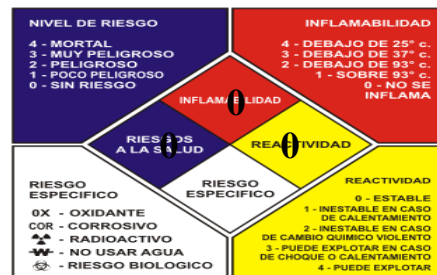 NIVEL DE RIESGO
4 - MORTAL
3 - MUY PELIGROSO
2 - PELIGROSO
1 - POCO PELIGROSO
0 - SIN RIESGO
INFLAMABILIDAD
4 - DEBAJO DE 25° c.
3 - DEBAJO DE 37° c.
2 - DEBAJO DE 93° c.
1 - SOBRE 93° c.
0 - NO SE
INFLAMA
INFLAMABILIDAD
0
RIESGOS
A LA SALUD
0
REACTIVIDAD
0
RIESGO
ESPECIFICO
RIESGO
ESPECIFICO
OX - OXIDANTE
COR - CORROSIVO
- RADIOACTIVO
W - NO USAR AGUA
- RIESGO BIOLOGICO
REACTIVIDAD
0 - ESTABLE
1 - INESTABLE EN CASO
DE CALENTAMIENTO
2 - INESTABLE EN CASO
DE CAMBIO QUIMICO VIOLENTO
3 - PUEDE EXPLOTAR EN CASO
DE CHOQUE O CALENTAMIENTO
4 - PUEDE EXPLOTAR